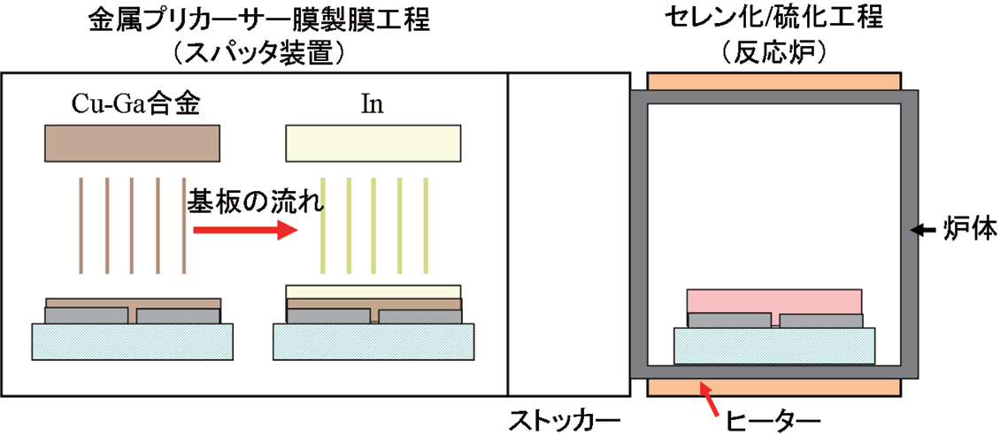 金属プリカーサー膜製膜工程
（スパッタ装置）
セレン化/硫化工程
（反応炉）
Cu-Ga合金
In
基板の流れ
炉体
ストッカー
ヒーター